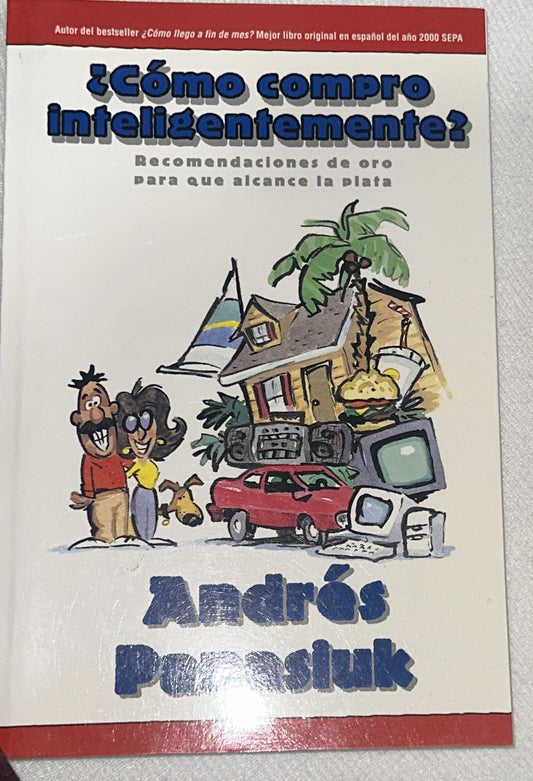 Autor del bestseller ¿Cómo llego a fin de mes? Mejor libro original en español del año 2000 SEPA
¿Cómo compro
inteligentemente?
Recomendaciones de oro
para que alcance la plata
Andrés
Panasiuk